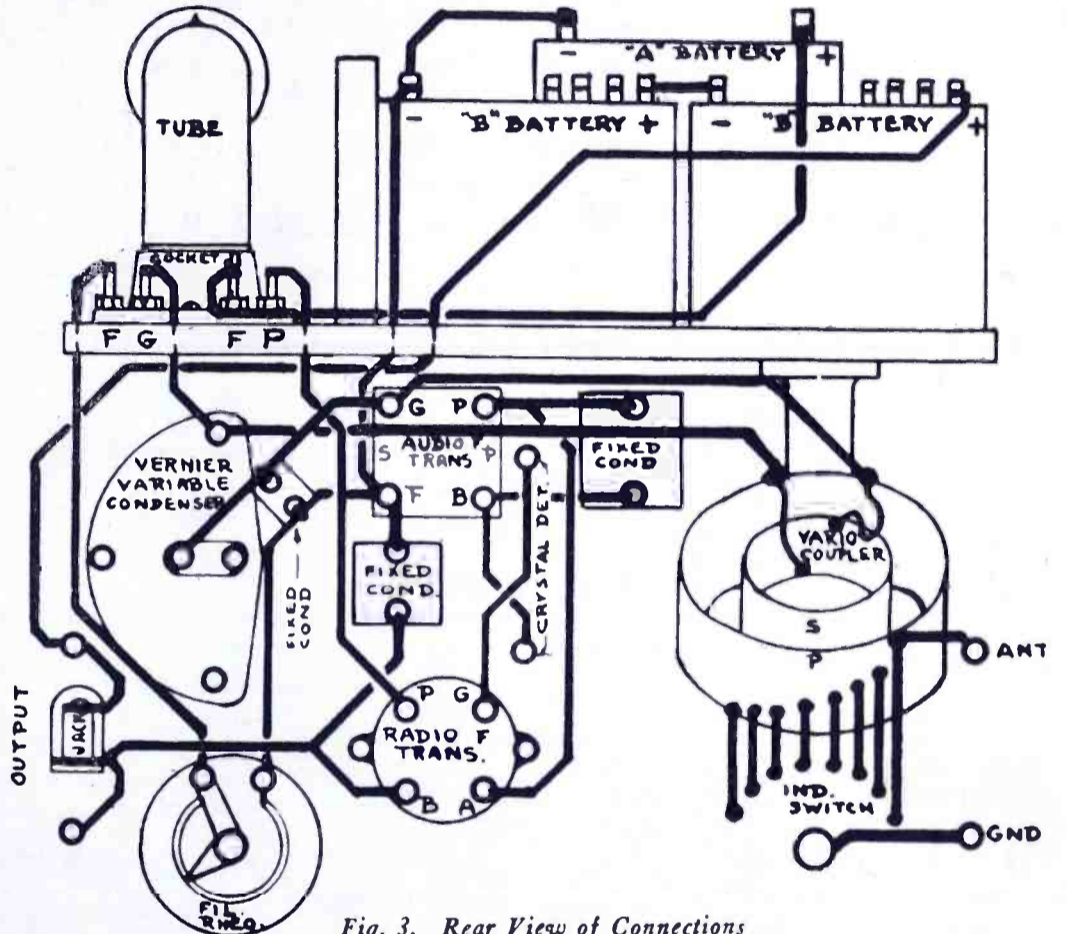 - "A" BATTERY +
TUBE
- "B" BATTERY +
- "B" BATTERY +
SOCKET
F G F P
G P
S AUDIO F. P
TRANS
F B
FIXED
COND
VERNIER
VARIABLE
CONDENSER
FIXED
COND
FIXED
COND.
CRYSTAL DET.
VARIO
COUPLER
S
P
ANT
P G
RADIO F
TRANS.
B A
OUTPUT
JACK
IND.
SWITCH
GND
FIL.
RHEO.
Fig. 3. Rear View of Connections